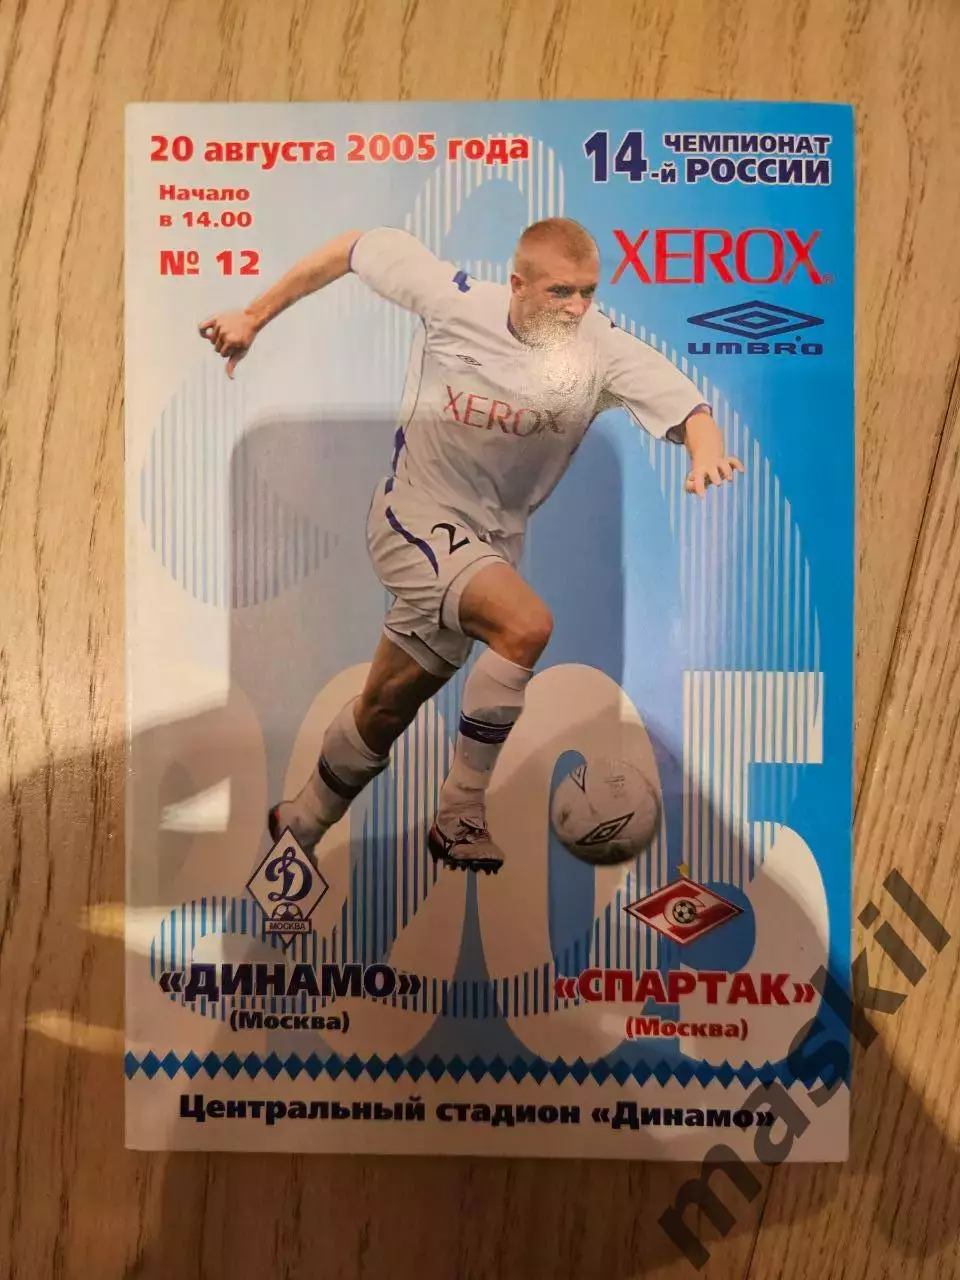 20 августа 2005 года
Начало
в 14.00
№ 12
14-й ЧЕМПИОНАТ
РОССИИ
XEROX®
UMBRO
XEROX
2
2005
Д
МОСКВА
С
«ДИНАМО»
(Москва)
«СПАРТАК»
(Москва)
Центральный стадион «Динамо»
maskil